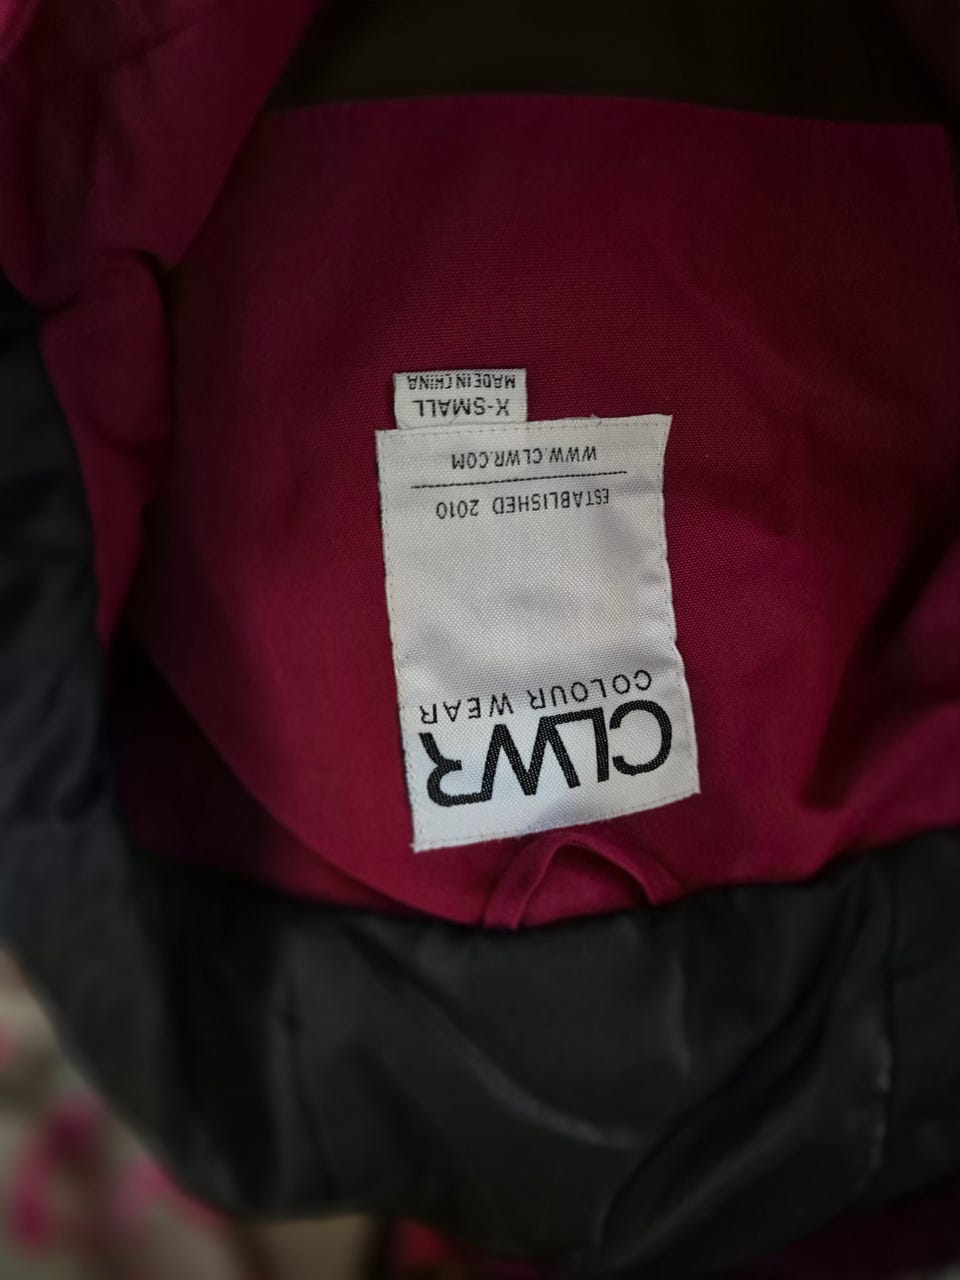 CLWR
COLOUR WEAR
ESTABLISHED 2010
WWW.CLWR.COM
X-SMALL
MADE IN CHINA